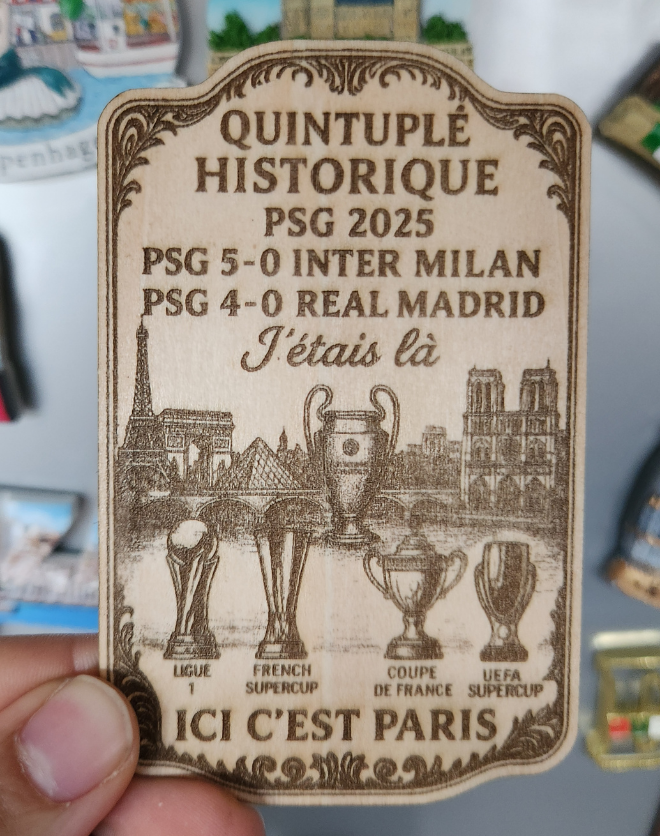 penhage
QUINTUPLÉ
HISTORIQUE
PSG 2025
PSG 5-0 INTER MILAN
PSG 4-0 REAL MADRID
J'étais là
LIGUE
1
FRENCH
SUPERCUP
COUPE
DE FRANCE
UEFA
SUPERCUP
ICI C'EST PARIS